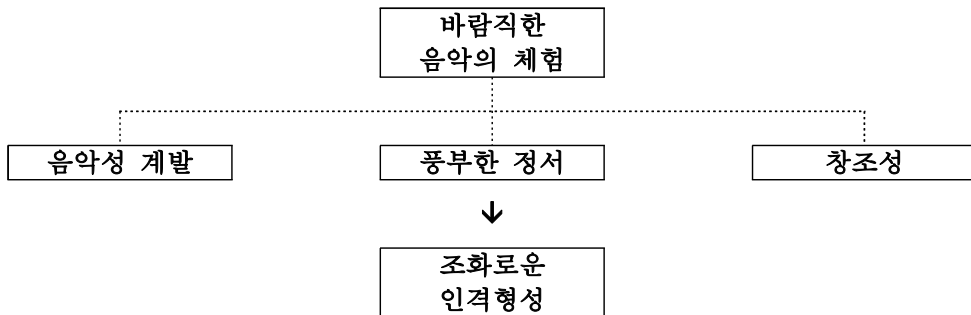 바람직한
음악의 체험
음악성 계발
풍부한 정서
창조성
조화로운
인격형성